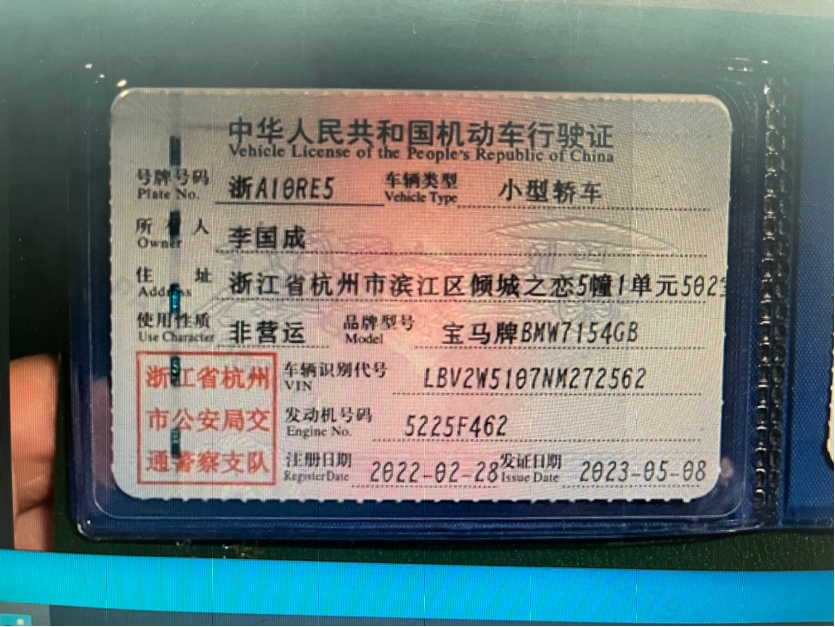 中华人民共和国机动车行驶证
Vehicle License of the People's Republic of China
号牌号码 浙A10RE5 车辆类型 小型轿车
Plate No. Vehicle Type
所有人 李国成
Owner
住址 浙江省杭州市滨江区倾城之恋5幢1单元502
Address
使用性质 非营运 品牌型号 宝马牌BMW7154GB
Use Character Model
浙江省杭州
市公安局交
通警察支队
车辆识别代号 LBV2W5107NM272562
VIN
发动机号码 5225F462
Engine No.
注册日期 2022-02-28 发证日期 2023-05-08
Register Date Issue Date